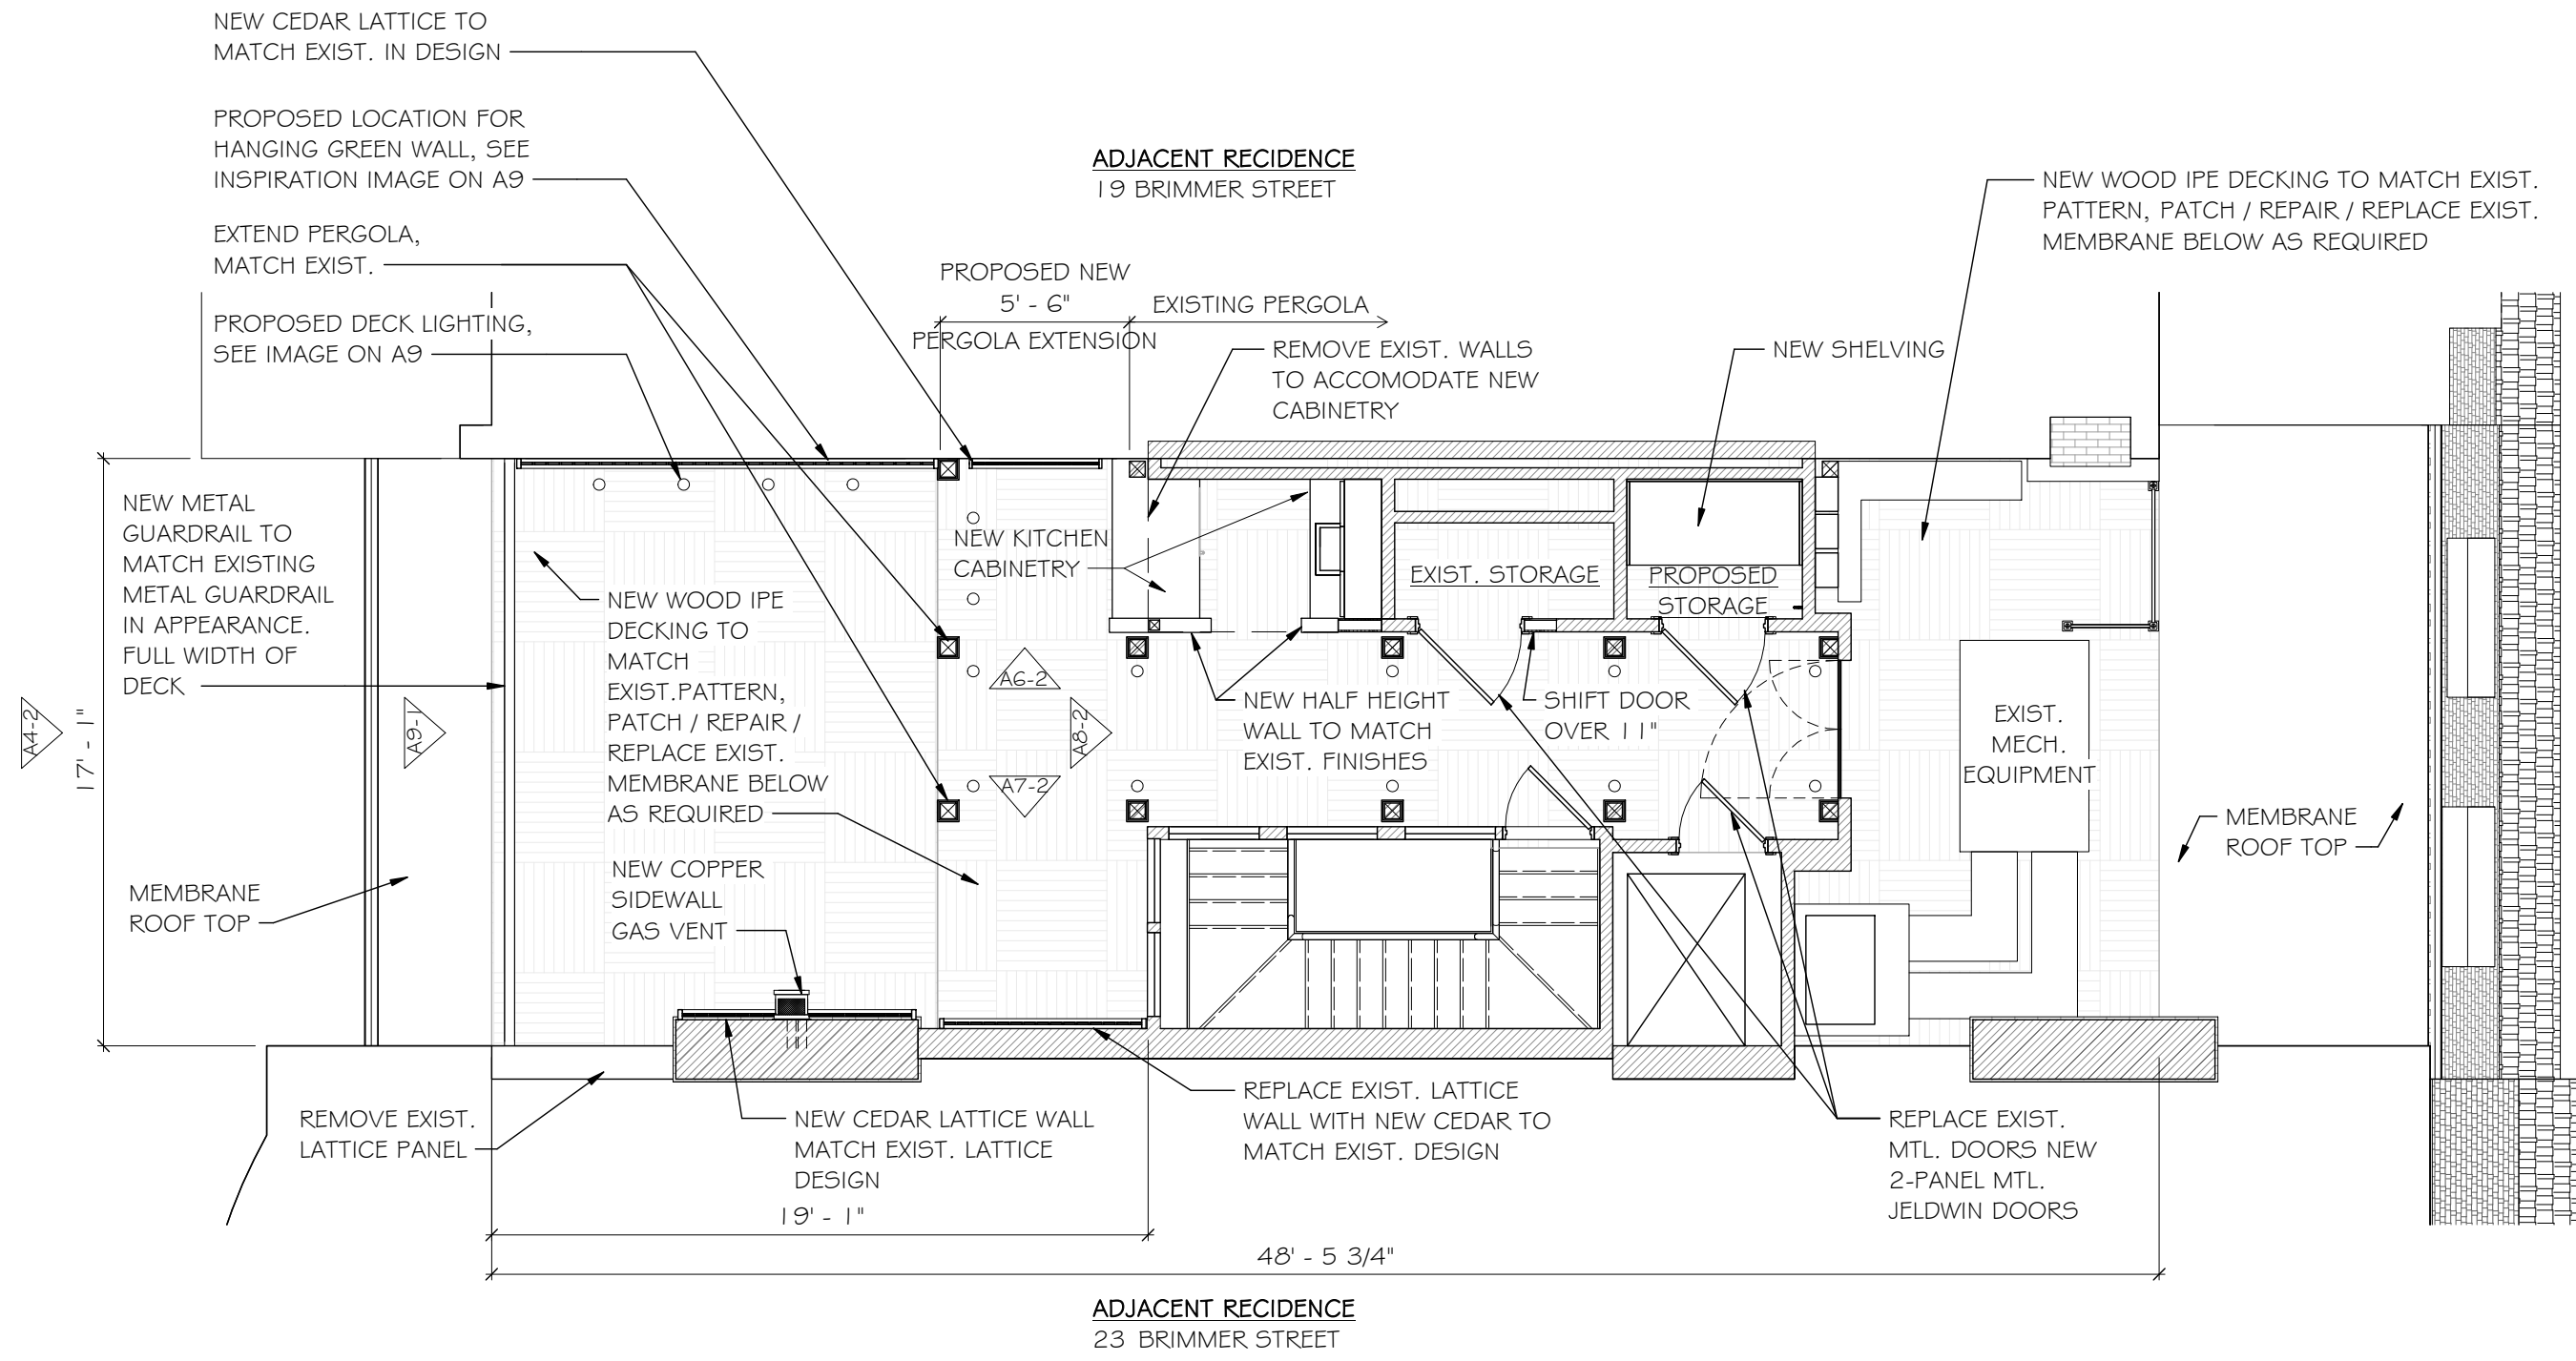 NEW CEDAR LATTICE TO
MATCH EXIST. IN DESIGN
PROPOSED LOCATION FOR
HANGING GREEN WALL, SEE
INSPIRATION IMAGE ON A9
EXTEND PERGOLA,
MATCH EXIST.
PROPOSED DECK LIGHTING,
SEE IMAGE ON A9
ADJACENT RECIDENCE
19 BRIMMER STREET
PROPOSED NEW
5' - 6"
PERGOLA EXTENSION
EXISTING PERGOLA
REMOVE EXIST. WALLS
TO ACCOMODATE NEW
CABINETRY
NEW SHELVING
NEW WOOD IPE DECKING TO MATCH EXIST.
PATTERN, PATCH / REPAIR / REPLACE EXIST.
MEMBRANE BELOW AS REQUIRED
NEW METAL
GUARDRAIL TO
MATCH EXISTING
METAL GUARDRAIL
IN APPEARANCE.
FULL WIDTH OF
DECK
A4-2
17' - 1"
A9-1
MEMBRANE
ROOF TOP
NEW WOOD IPE
DECKING TO
MATCH
EXIST.PATTERN,
PATCH / REPAIR /
REPLACE EXIST.
MEMBRANE BELOW
AS REQUIRED
NEW COPPER
SIDEWALL
GAS VENT
NEW KITCHEN
CABINETRY
A6-2
A8-2
A7-2
EXIST. STORAGE
PROPOSED
STORAGE
NEW HALF HEIGHT
WALL TO MATCH
EXIST. FINISHES
SHIFT DOOR
OVER 11"
EXIST.
MECH.
EQUIPMENT
MEMBRANE
ROOF TOP
REMOVE EXIST.
LATTICE PANEL
NEW CEDAR LATTICE WALL
MATCH EXIST. LATTICE
DESIGN
REPLACE EXIST. LATTICE
WALL WITH NEW CEDAR TO
MATCH EXIST. DESIGN
REPLACE EXIST.
MTL. DOORS NEW
2-PANEL MTL.
JELDWIN DOORS
19' - 1"
48' - 5 3/4"
ADJACENT RECIDENCE
23 BRIMMER STREET